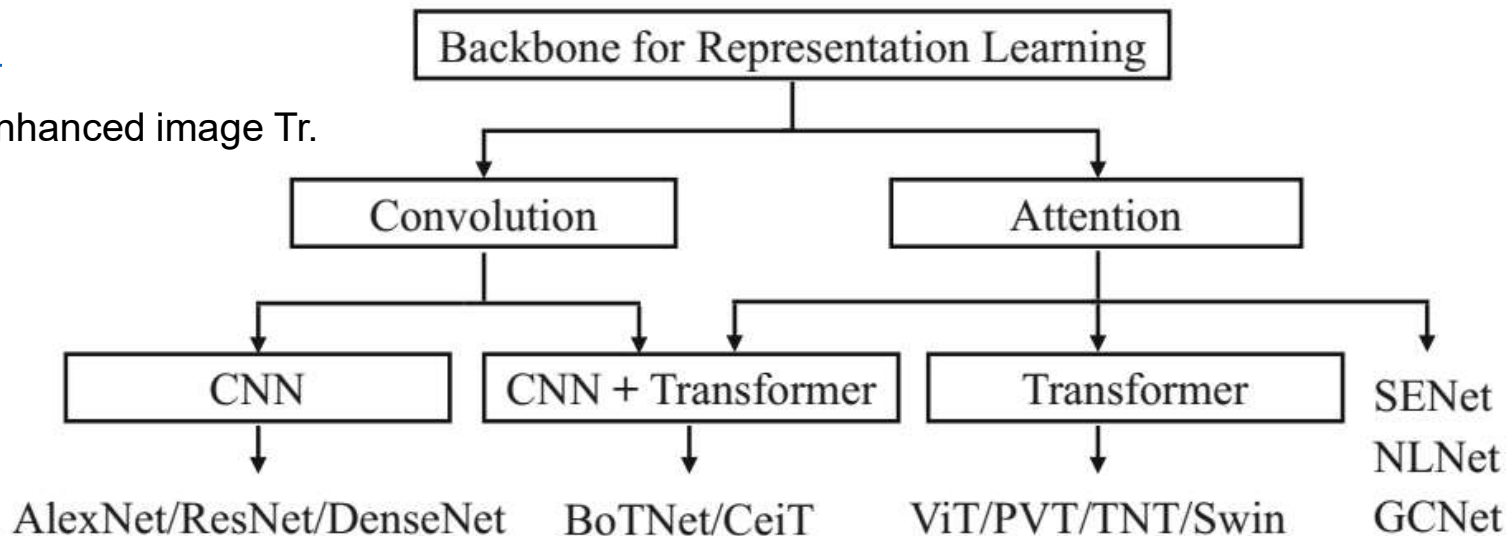 Backbone for Representation Learning
nhanced image Tr.
Convolution
Attention
CNN
CNN + Transformer
Transformer
SENet
NLNet
GCNet
AlexNet/ResNet/DenseNet
BoTNet/CeiT
ViT/PVT/TNT/Swin